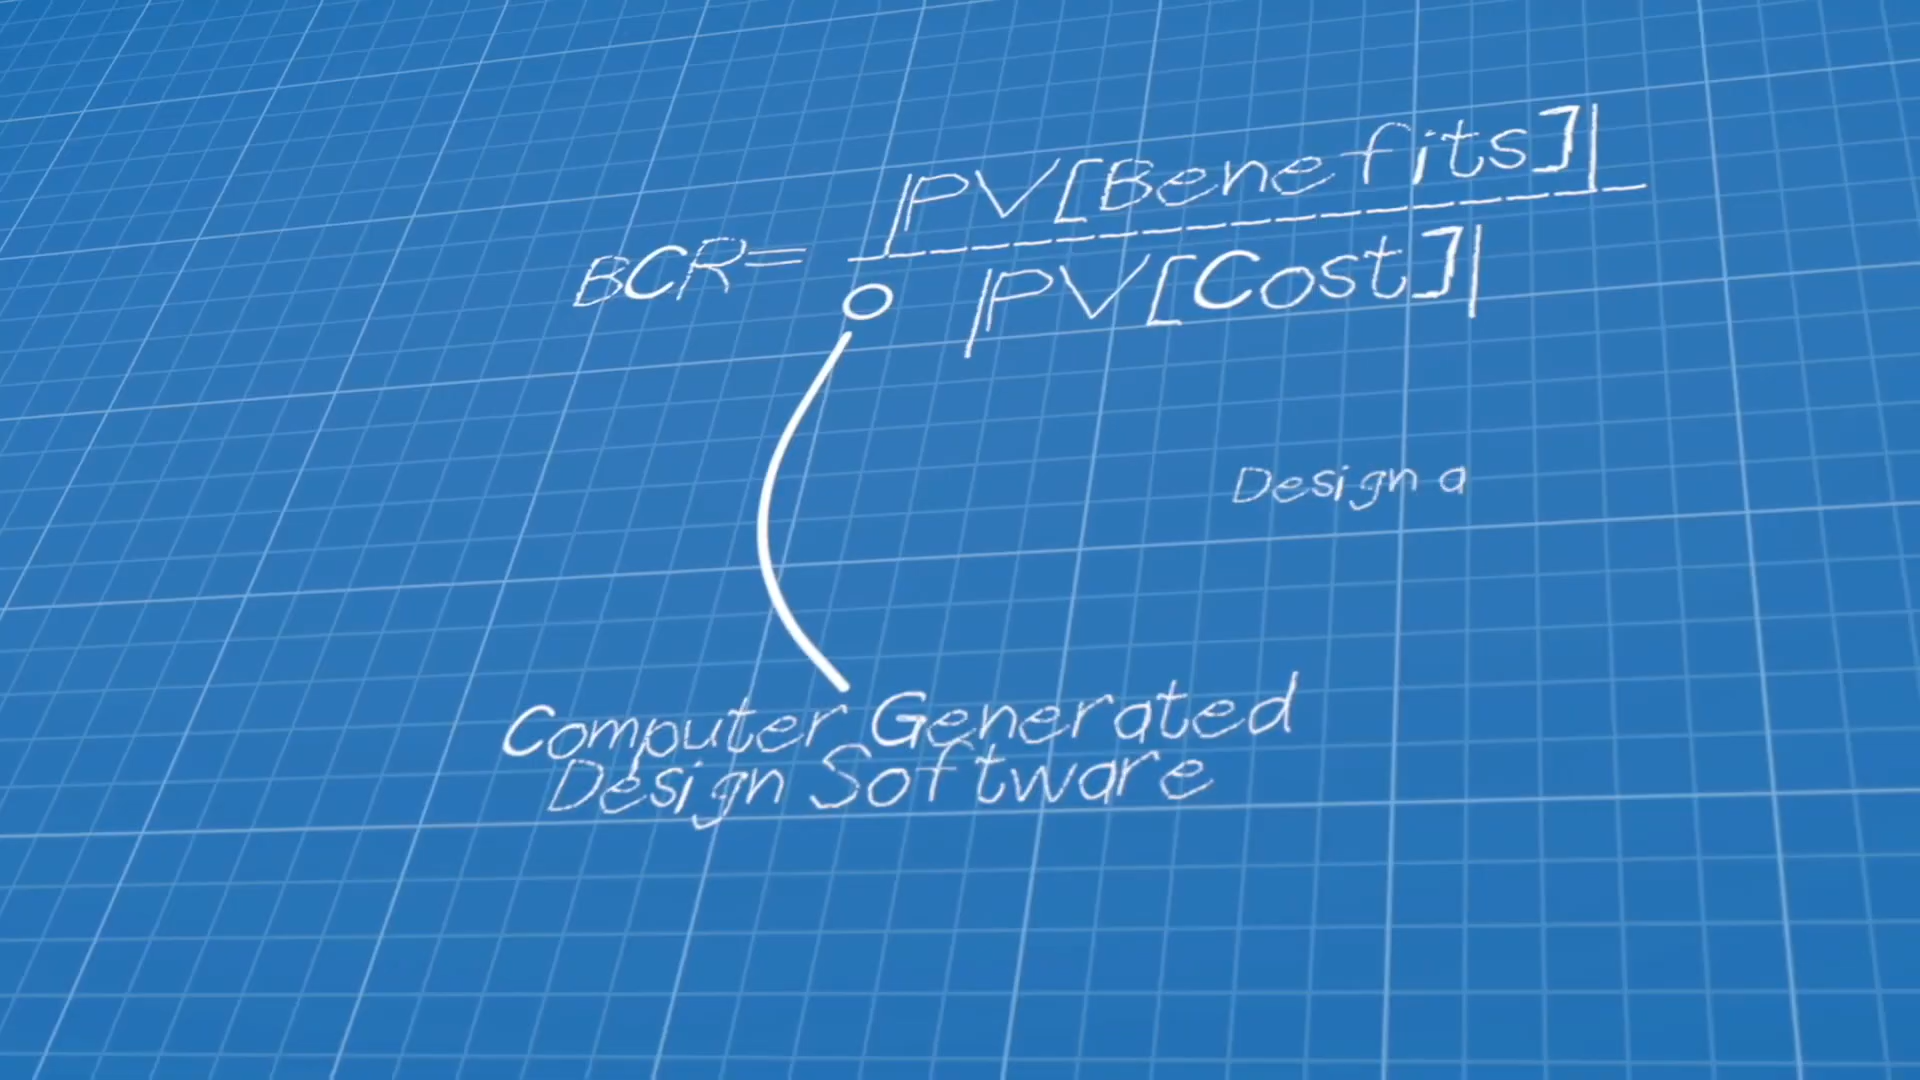 BCR= |PV[Benefits]|
|PV[Cost]|
Design a
Computer Generated
Design Software